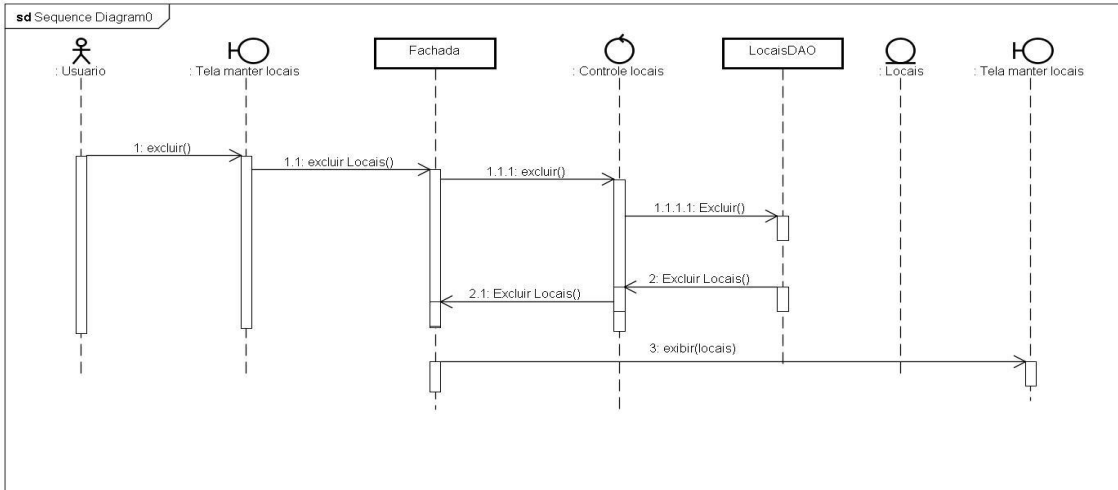 sd Sequence Diagram0
: Usuario
: Tela manter locais
Fachada
: Controle locais
LocaisDAO
: Locais
: Tela manter locais
1: excluir()
1.1: excluir Locais()
1.1.1: excluir()
1.1.1.1: Excluir()
2: Excluir Locais()
2.1: Excluir Locais()
3: exibir(locais)